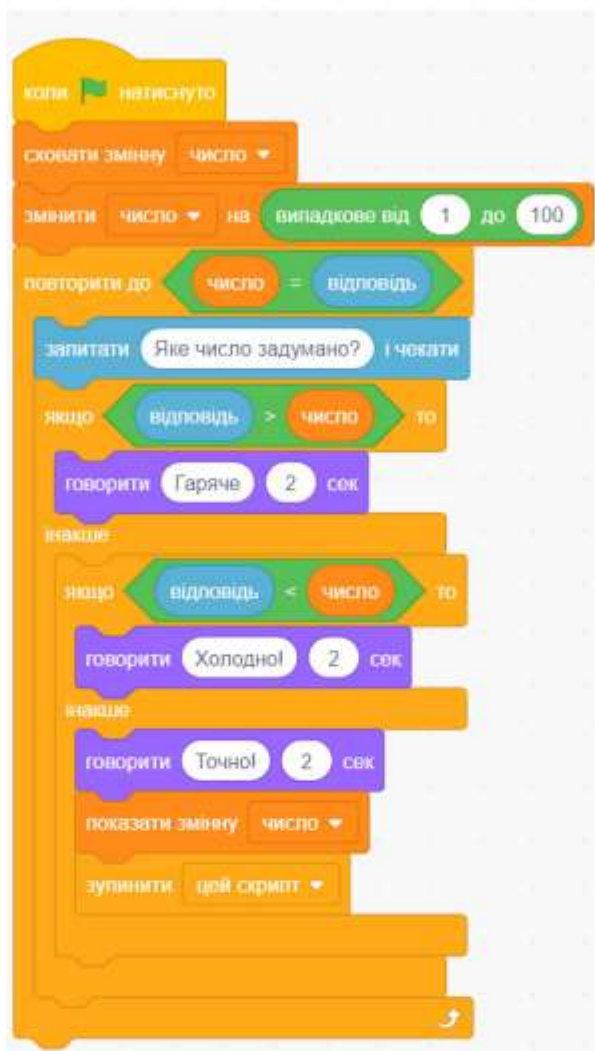 коли натиснуто
сховати змінну число
змінити число на випадкове від 1 до 100
повторити до число = відповідь
запитати Яке число задумано? і чекати
якщо відповідь > число то
говорити Гаряче 2 сек
інакше
якщо відповідь < число то
говорити Холодно! 2 сек
інакше
говорити Точно! 2 сек
показати змінну число
зупинити цей скрипт